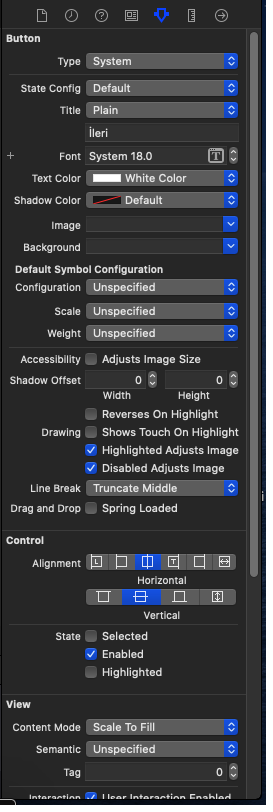 Button
Type System
State Config Default
Title Plain
İleri
+ Font System 18.0 T
Text Color White Color
Shadow Color Default
Image
Background
Default Symbol Configuration
Configuration Unspecified
Scale Unspecified
Weight Unspecified
Accessibility Adjusts Image Size
Shadow Offset 0 0
Width Height
Reverses On Highlight
Drawing Shows Touch On Highlight
Highlighted Adjusts Image
Disabled Adjusts Image
Line Break Truncate Middle
Drag and Drop Spring Loaded
Control
Alignment L T
Horizontal
Vertical
State Selected
Enabled
Highlighted
View
Content Mode Scale To Fill
Semantic Unspecified
Tag 0
Interaction User Interaction Enabled